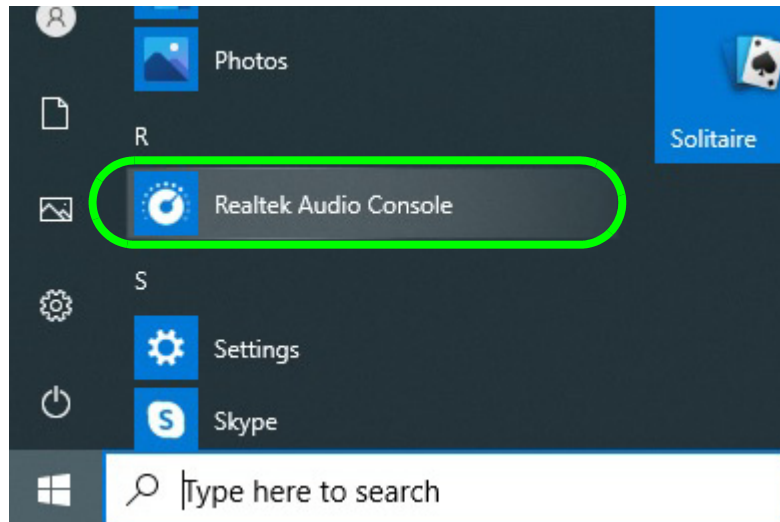 Photos
R
Solitaire
Realtek Audio Console
S
Settings
S
Skype
Type here to search